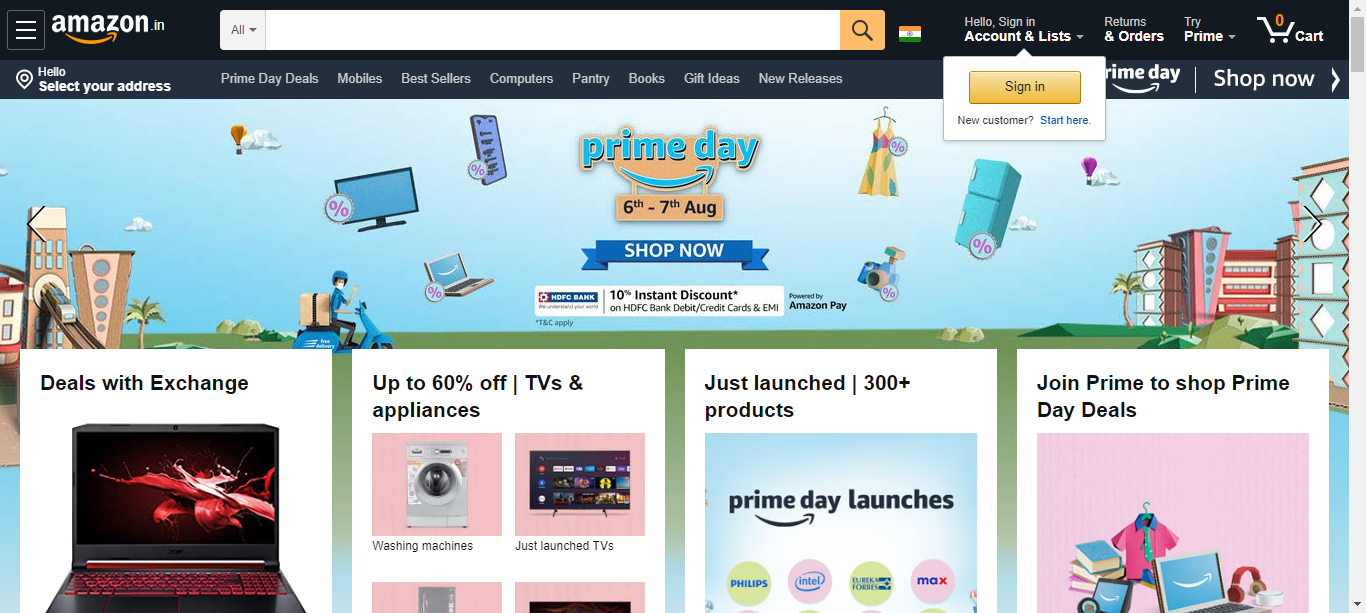 amazon.in
All
Hello, Sign in
Account & Lists
Returns
& Orders
Try
Prime
0
Cart
Hello
Select your address
Prime Day Deals
Mobiles
Best Sellers
Computers
Pantry
Books
Gift Ideas
New Releases
rime day
Shop now
Sign in
New customer? Start here.
prime day
6th - 7th Aug
SHOP NOW
HDFC BANK
We understand your world
10% Instant Discount*
on HDFC Bank Debit/Credit Cards & EMI
Powered by
Amazon Pay
*T&C apply
%
%
%
%
%
%
free
delivery
Deals with Exchange
acer
Up to 60% off | TVs &
appliances
Washing machines
Just launched TVs
Just launched | 300+
products
prime day launches
PHILIPS
intel
EUREKA
FORBES
max
Join Prime to shop Prime
Day Deals